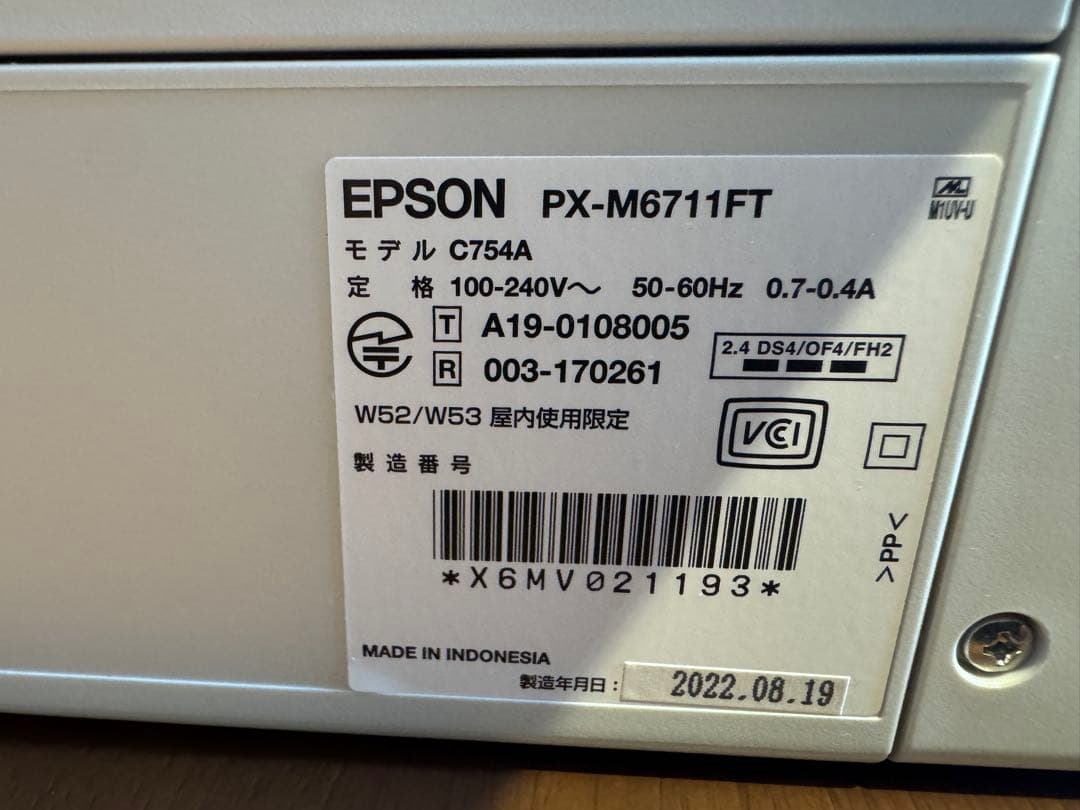 EPSON PX-M6711FT
M1UV-U
モデル C754A
定 格 100-240V～ 50-60Hz 0.7-0.4A
T A19-0108005
R 003-170261
2.4 DS4/OF4/FH2
W52/W53 屋内使用限定
VCI
製造番号
*X6MV021193*
>PP<
MADE IN INDONESIA
製造年月日： 2022.08.19